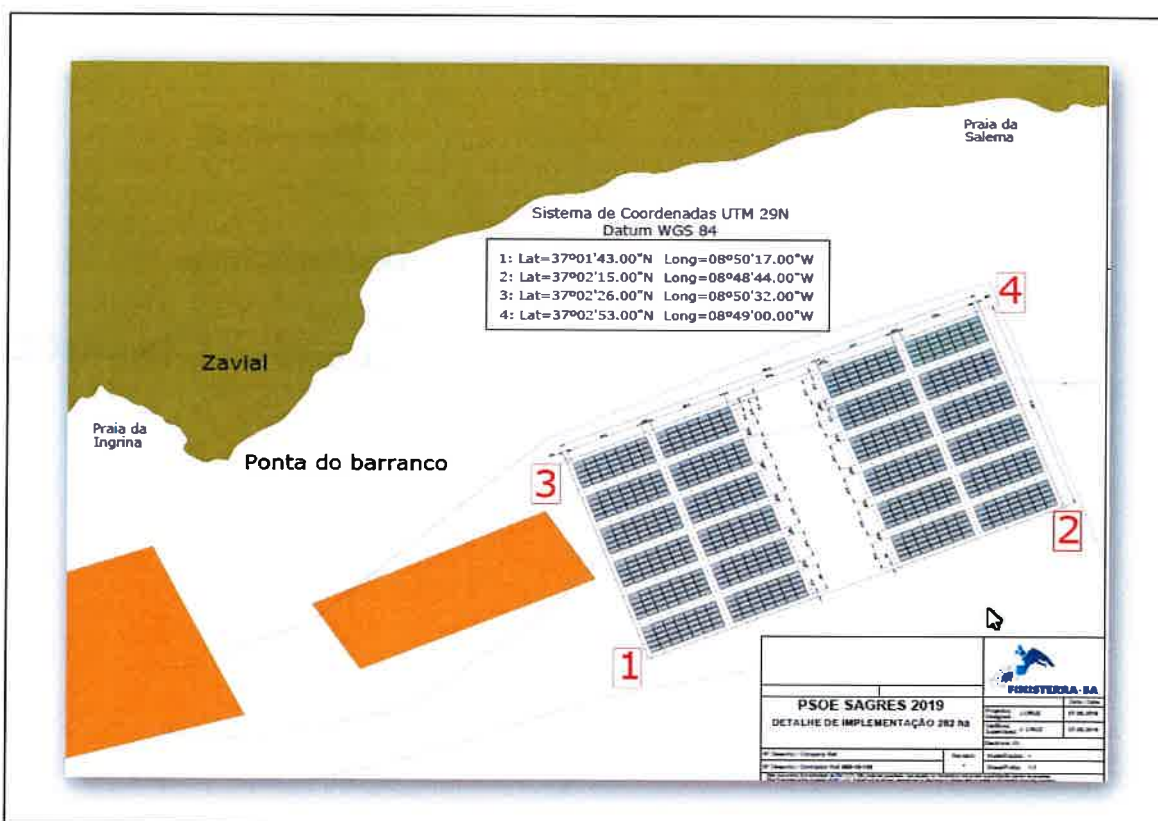 Praia da
Salema
Sistema de Coordenadas UTM 29N
Datum WGS 84
1: Lat=37º01'43.00"N Long=08º50'17.00"W
2: Lat=37º02'15.00"N Long=08º48'44.00"W
3: Lat=37º02'26.00"N Long=08º50'32.00"W
4: Lat=37º02'53.00"N Long=08º49'00.00"W
4
Zavial
Praia da
Ingrina
Ponta do barranco
3
2
1
FINISTERRA-SA
PSOE SAGRES 2019
DETALHE DE IMPLEMENTAÇÃO 282 ha